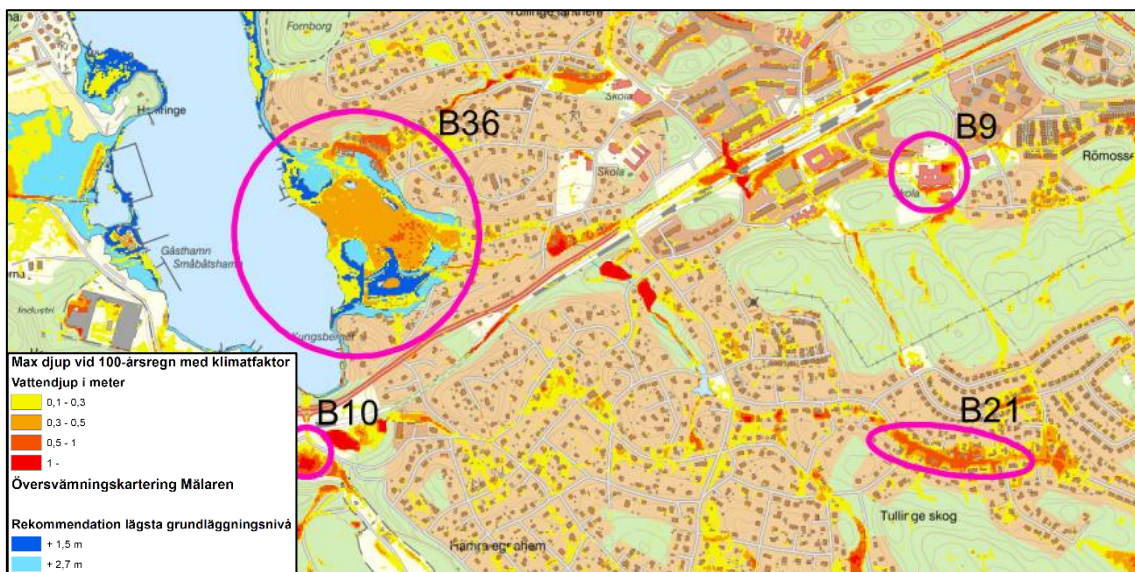 Tullinge
Fornborg
B36
Skola
B9
Skola
Römosse
Skola
Gästhamn
Småbåtshamn
Industri
Max djup vid 100-årsregn med klimatfaktor
Vattendjup i meter
0,1 - 0,3
0,3 - 0,5
0,5 - 1
1 -
Översvämningskartering Mälaren
Rekommendation lägsta grundläggningsnivå
+ 1,5 m
+ 2,7 m
B10
B21
Tullinge skog